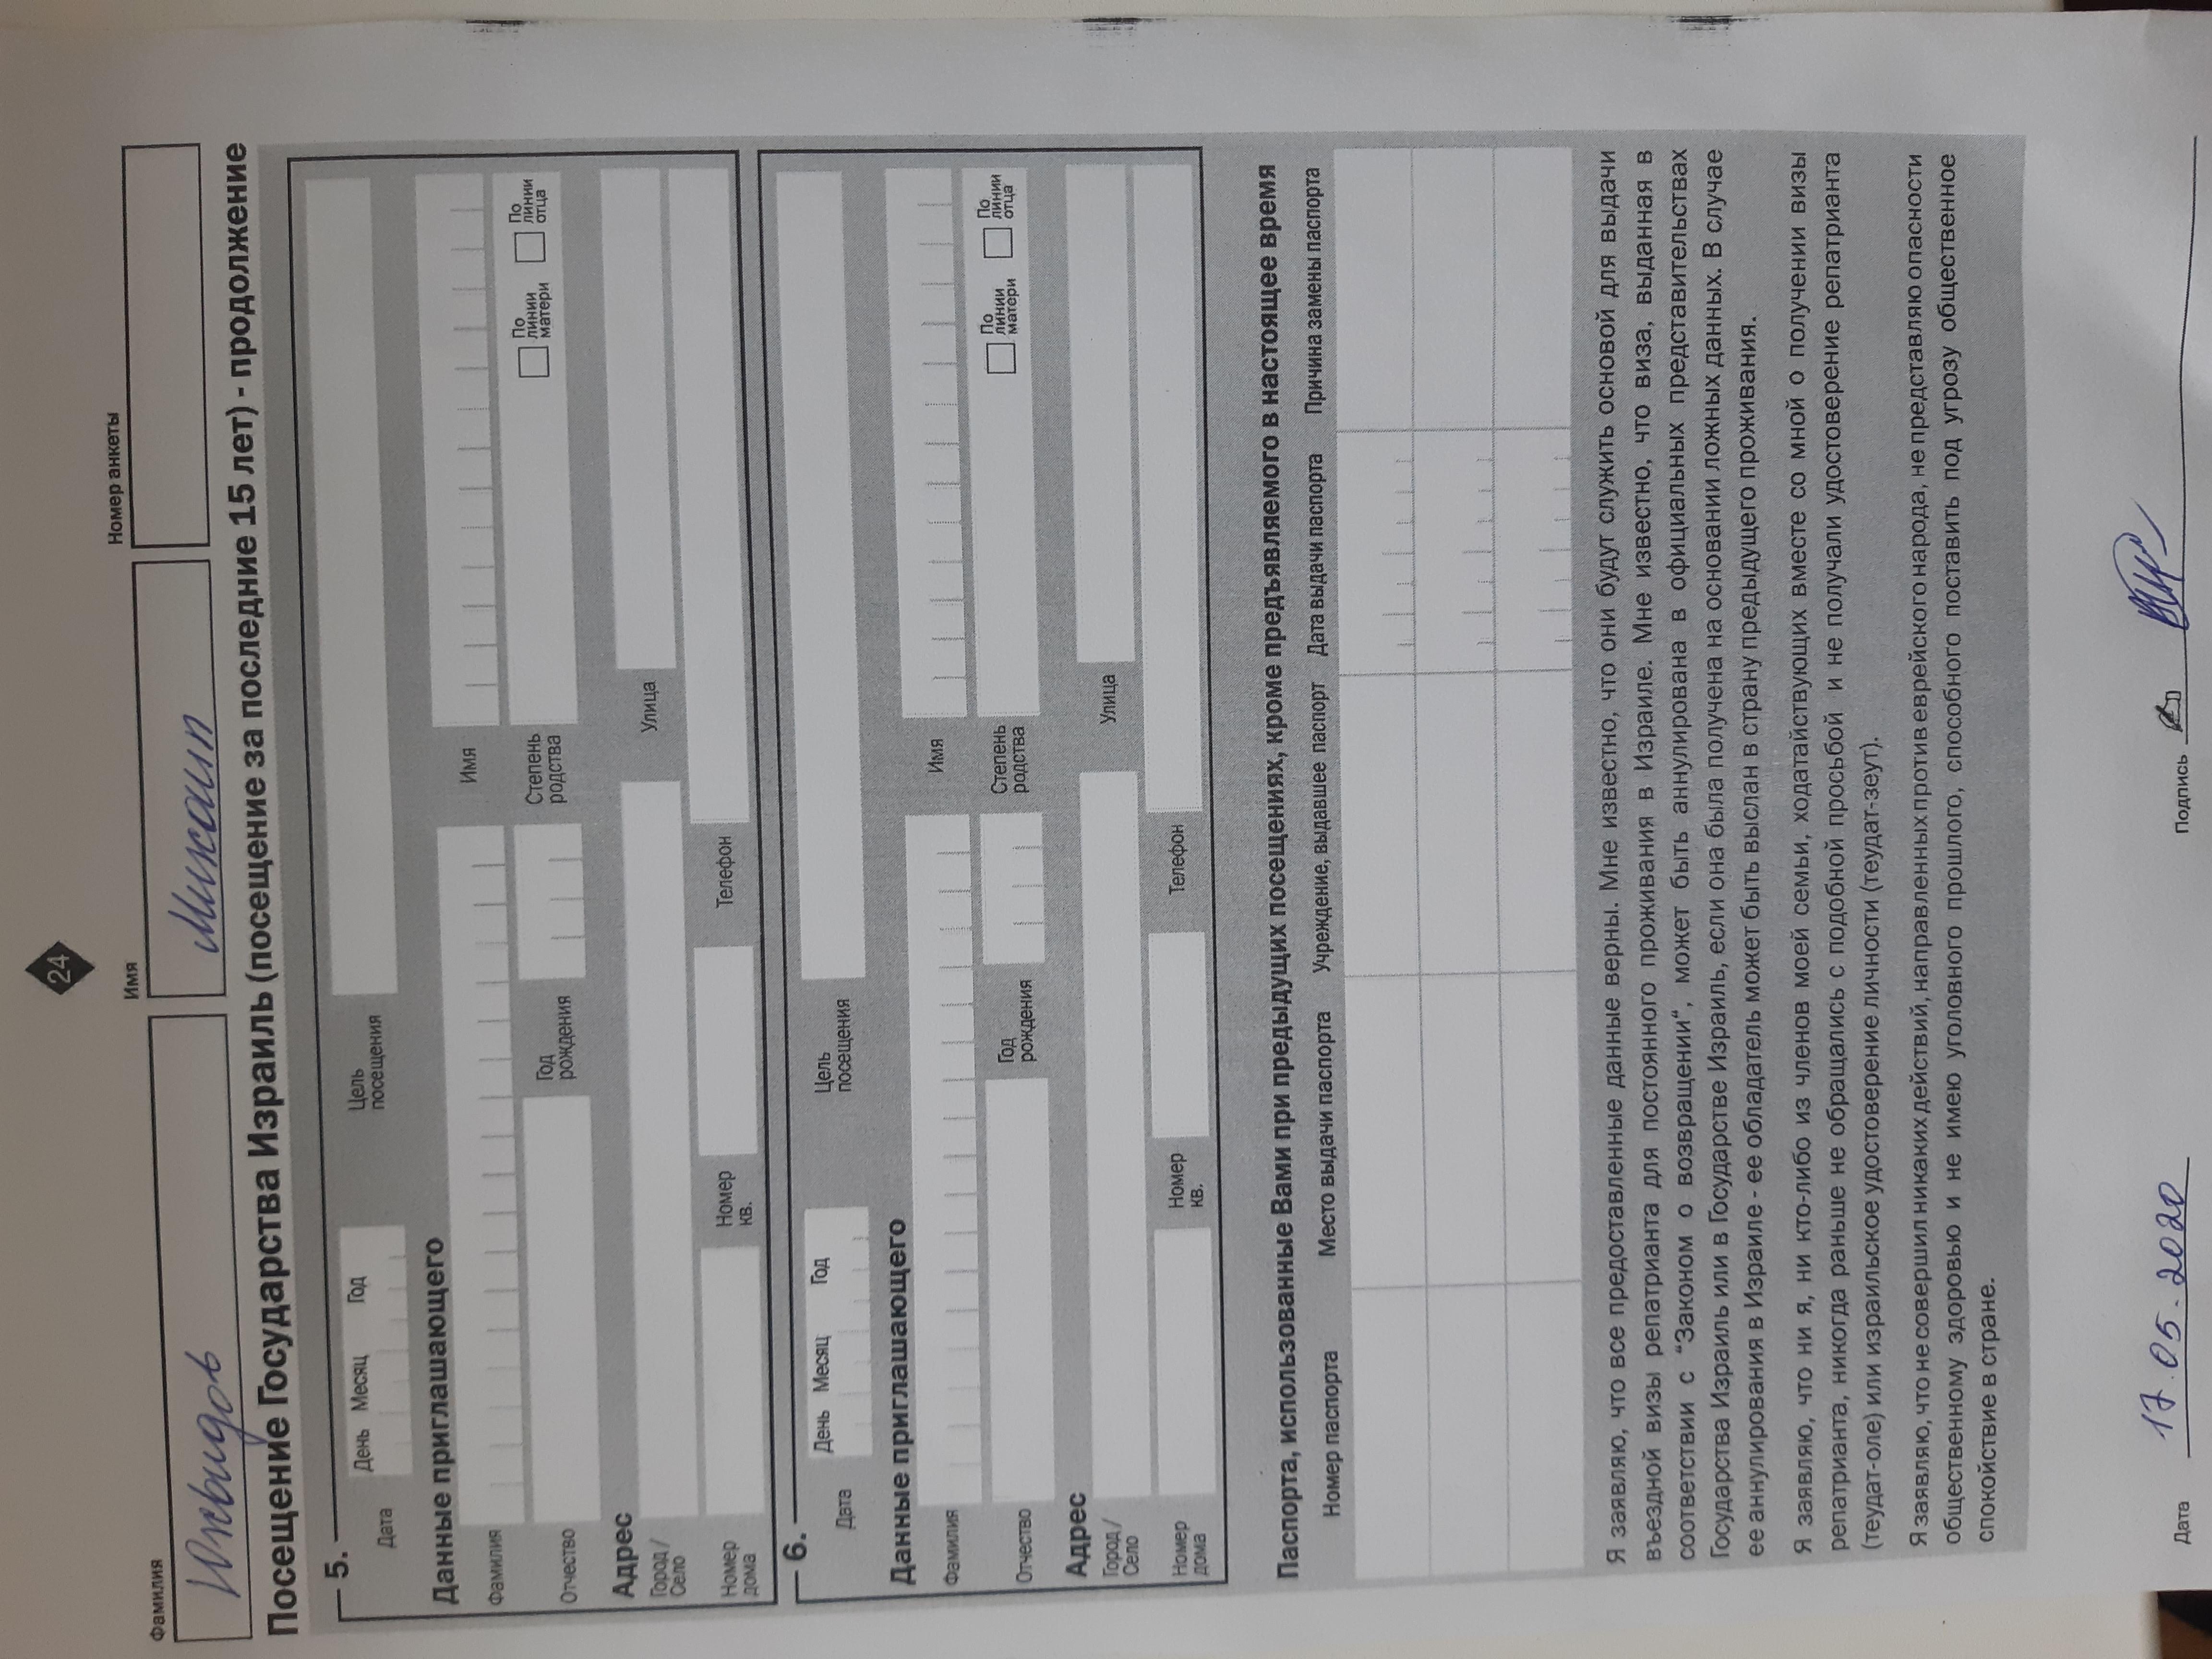 24
Фамилия Имя Номер анкеты
Юхвидов Михаил
Посещение Государства Израиль (посещение за последние 15 лет) - продолжение
5.
День Месяц Год
Дата
Цель посещения
Данные приглашающего
Фамилия Имя
Отчество Год рождения Степень родства По линии матери По линии отца
Адрес
Город / Село Улица
Номер дома Номер кв. Телефон
6.
День Месяц Год
Дата
Цель посещения
Данные приглашающего
Фамилия Имя
Отчество Год рождения Степень родства По линии матери По линии отца
Адрес
Город / Село Улица
Номер дома Номер кв. Телефон
Паспорта, использованные Вами при предыдущих посещениях, кроме предъявляемого в настоящее время
Номер паспорта Место выдачи паспорта Учреждение, выдавшее паспорт Дата выдачи паспорта Причина замены паспорта
Я заявляю, что все предоставленные данные верны. Мне известно, что они будут служить основой для выдачи
въездной визы репатрианта для постоянного проживания в Израиле. Мне известно, что виза, выданная в
соответствии с “Законом о возвращении“, может быть аннулирована в официальных представительствах
Государства Израиль или в Государстве Израиль, если она была получена на основании ложных данных. В случае
ее аннулирования в Израиле - ее обладатель может быть выслан в страну предыдущего проживания.
Я заявляю, что ни я, ни кто-либо из членов моей семьи, ходатайствующих вместе со мной о получении визы
репатрианта, никогда раньше не обращались с подобной просьбой и не получали удостоверение репатрианта
(теудат-оле) или израильское удостоверение личности (теудат-зеут).
Я заявляю, что не совершил никаких действий, направленных против еврейского народа, не представляю опасности
общественному здоровью и не имею уголовного прошлого, способного поставить под угрозу общественное
спокойствие в стране.
Дата 17.05.2020 Подпись